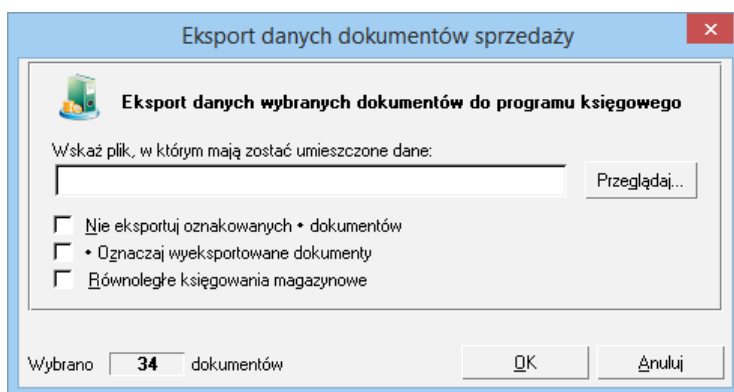 Eksport danych dokumentów sprzedaży
Eksport danych wybranych dokumentów do programu księgowego
Wskaż plik, w którym mają zostać umieszczone dane:
Przeglądaj...
Nie eksportuj oznakowanych • dokumentów
• Oznaczaj wyeksportowane dokumenty
Równoległe księgowania magazynowe
Wybrano 34 dokumentów OK Anuluj